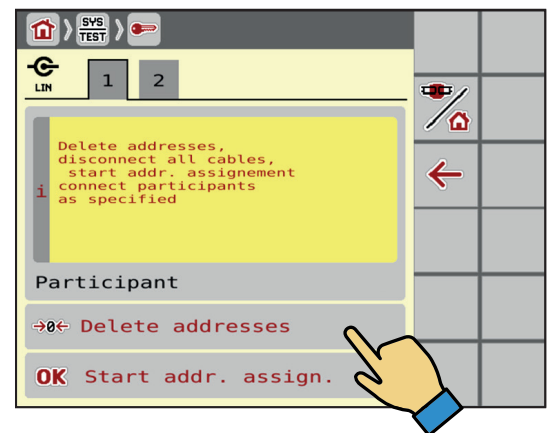 SYS
TEST
LIN
1 2
Delete addresses,
disconnect all cables,
start addr. assignement
i connect participants
as specified
Participant
→0← Delete addresses
OK Start addr. assign.